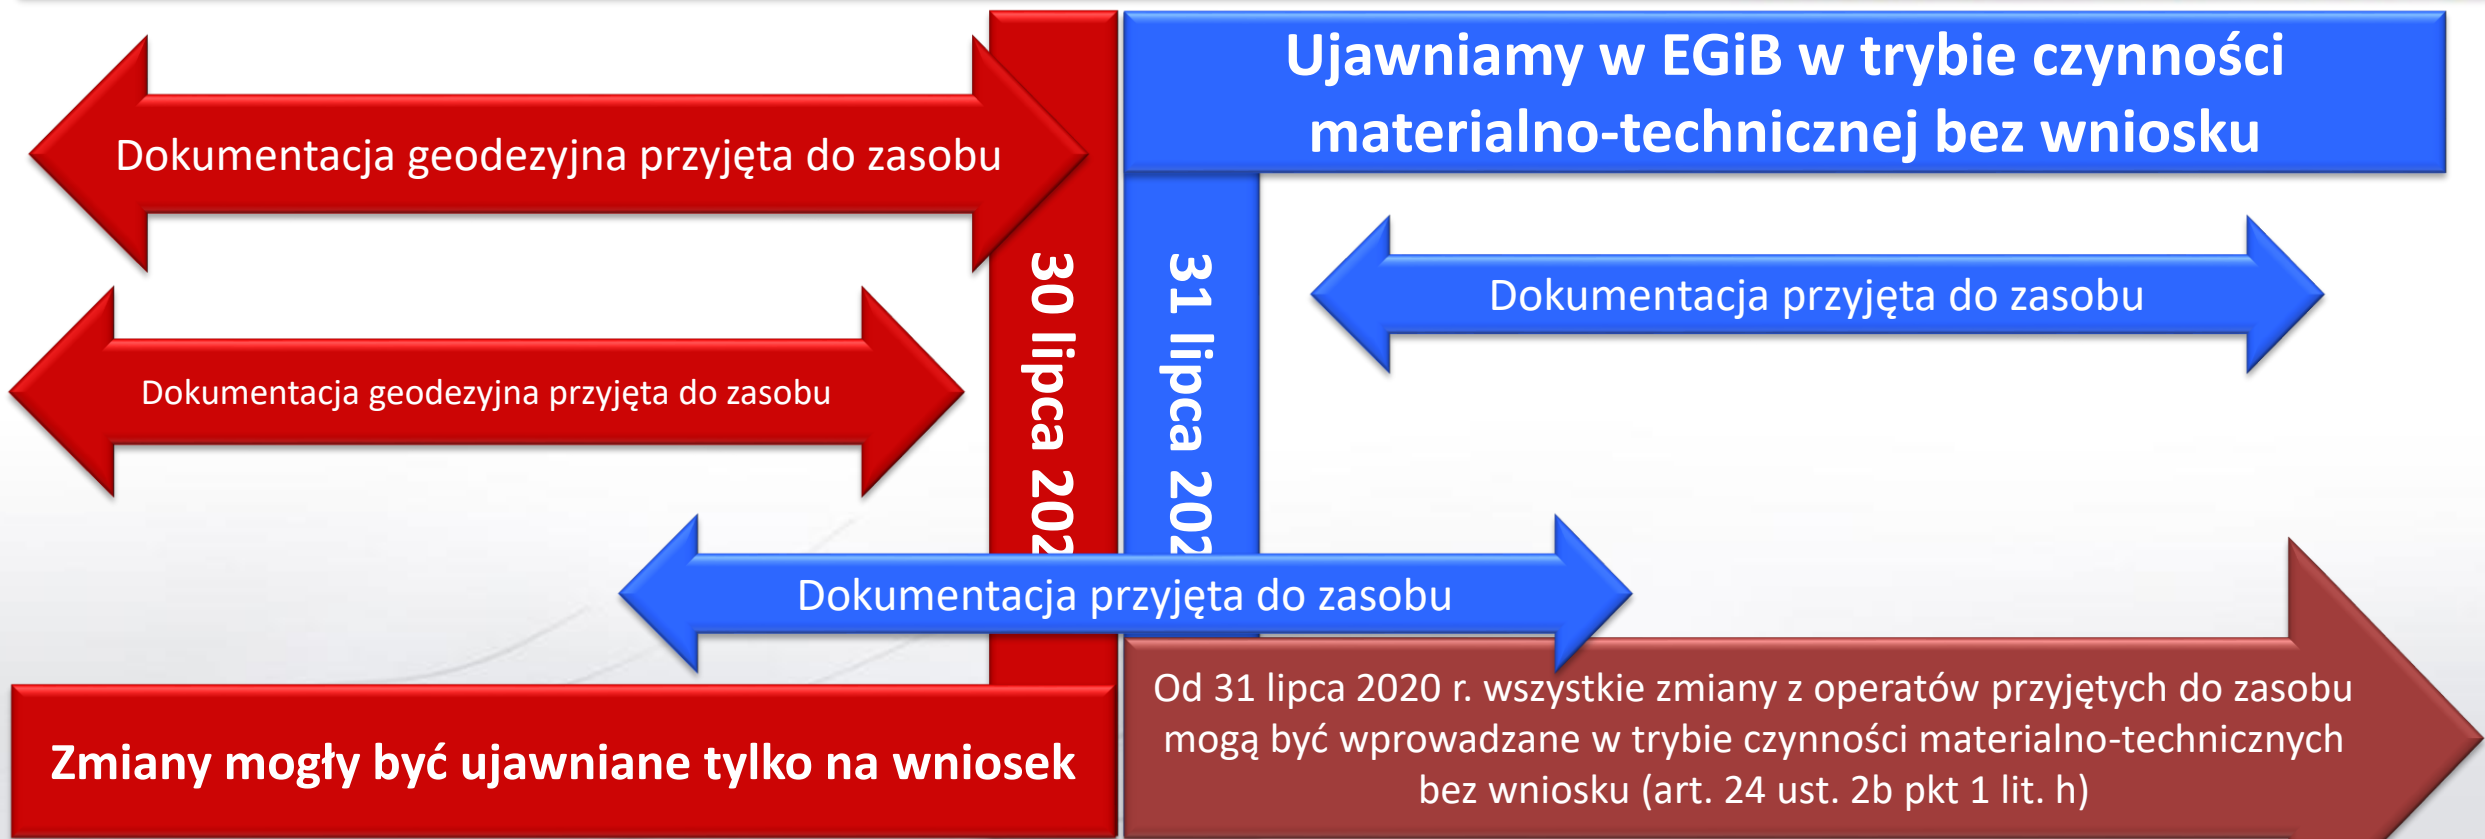 Ujawniamy w EGiB w trybie czynności
materialno-technicznej bez wniosku
Dokumentacja geodezyjna przyjęta do zasobu
30 lipca 202
31 lipca 202
Dokumentacja przyjęta do zasobu
Dokumentacja geodezyjna przyjęta do zasobu
Dokumentacja przyjęta do zasobu
Zmiany mogły być ujawniane tylko na wniosek
Od 31 lipca 2020 r. wszystkie zmiany z operatów przyjętych do zasobu
mogą być wprowadzane w trybie czynności materialno-technicznych
bez wniosku (art. 24 ust. 2b pkt 1 lit. h)